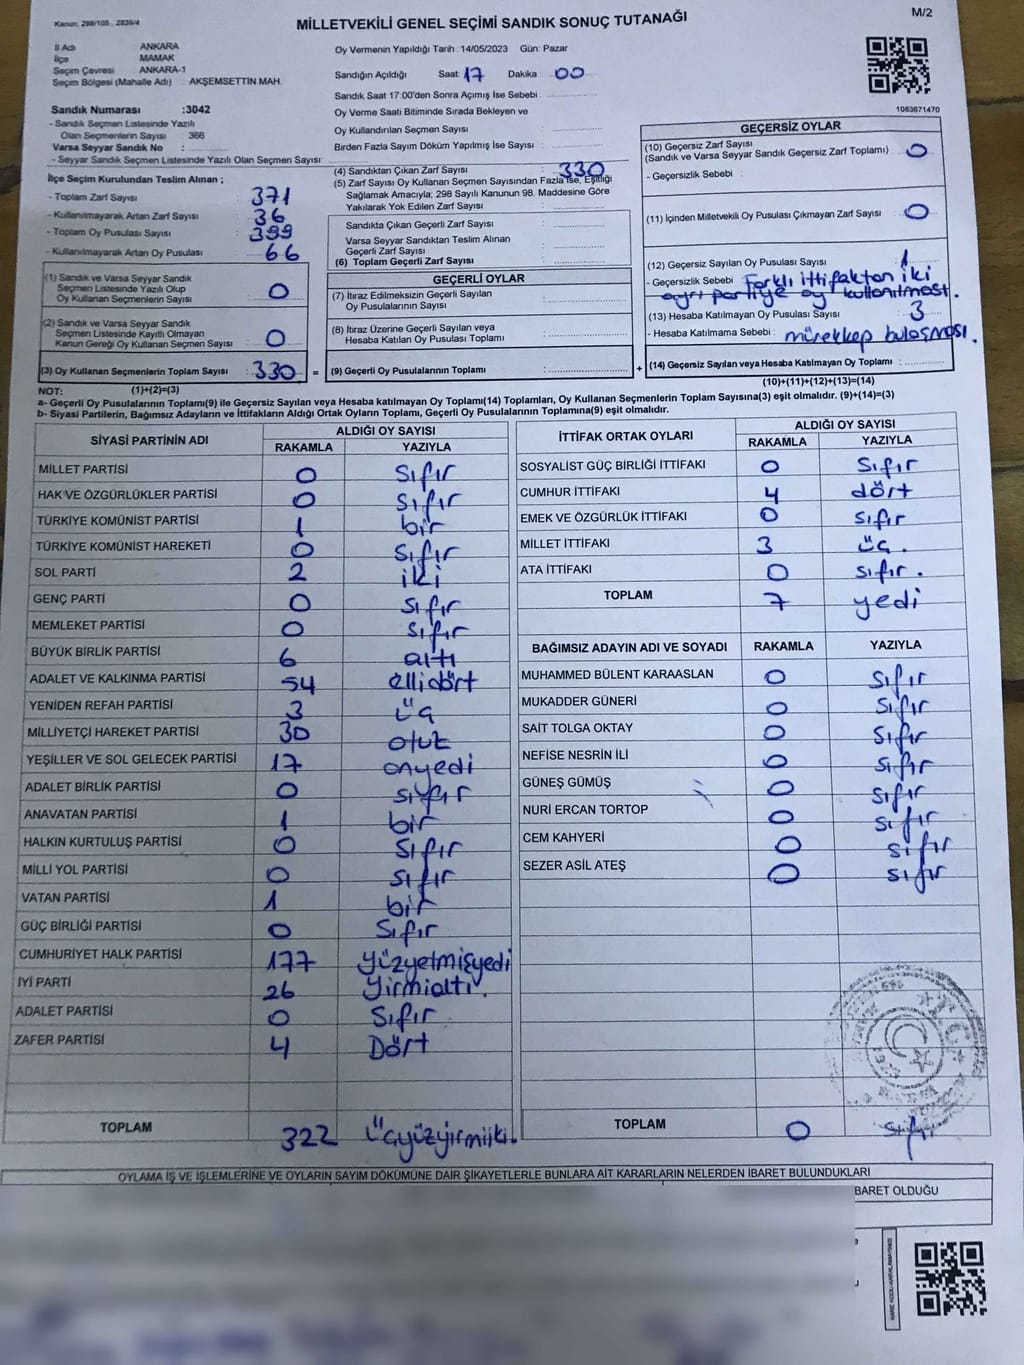 Kanun, 298/105 , 2839/4
MİLLETVEKİLİ GENEL SEÇİMİ SANDIK SONUÇ TUTANAĞI
M/2
İl Adı ANKARA
İlçe MAMAK
Seçim Çevresi ANKARA-1
Seçim Bölgesi (Mahalle Adı) : AKŞEMSETTİN MAH.
Oy Vermenin Yapıldığı Tarih :14/05/2023 Gün: Pazar
Sandığın Açıldığı Saat: 17 Dakika : 00
Sandık Saat 17:00'den Sonra Açımış İse Sebebi :
Oy Verme Saati Bitiminde Sırada Bekleyen ve
Oy Kullandırılan Seçmen Sayısı :
Birden Fazla Sayım Döküm Yapılmış İse Sayısı :
1083671470
Sandık Numarası :3042
- Sandık Seçmen Listesinde Yazılı
Olan Seçmenlerin Sayısı : 366
Varsa Seyyar Sandık No :
- Seyyar Sandık Seçmen Listesinde Yazılı Olan Seçmen Sayısı :
İlçe Seçim Kurulundan Teslim Alınan ;
- Toplam Zarf Sayısı : 371
- Kullanılmayarak Artan Zarf Sayısı : 36
- Toplam Oy Pusulası Sayısı : 399
- Kullanılmayarak Artan Oy Pusulası : 66
(1) Sandık ve Varsa Seyyar Sandık
Seçmen Listesinde Yazılı Olup
Oy Kullanan Seçmenlerin Sayısı : 0
(2) Sandık ve Varsa Seyyar Sandık
Seçmen Listesinde Kayıtlı Olmayan
Kanun Gereği Oy Kullanan Seçmen Sayısı : 0
(3) Oy Kullanan Seçmenlerin Toplam Sayısı : 330 =
(1)+(2)=(3)
(4) Sandıktan Çıkan Zarf Sayısı : 330
(5) Zarf Sayısı Oy Kullanan Seçmen Sayısından Fazla İse, Eşitliği
Sağlamak Amacıyla; 298 Sayılı Kanunun 98. Maddesine Göre
Yakılarak Yok Edilen Zarf Sayısı :
Sandıkta Çıkan Geçerli Zarf Sayısı :
Varsa Seyyar Sandıktan Teslim Alınan
Geçerli Zarf Sayısı :
(6) Toplam Geçerli Zarf Sayısı :
GEÇERLİ OYLAR
(7) İtiraz Edilmeksizin Geçerli Sayılan
Oy Pusulalarının Sayısı :
(8) İtiraz Üzerine Geçerli Sayılan veya
Hesaba Katılan Oy Pusulası Toplamı :
(9) Geçerli Oy Pusulalarının Toplamı : +
GEÇERSİZ OYLAR
(10) Geçersiz Zarf Sayısı
(Sandık ve Varsa Seyyar Sandık Geçersiz Zarf Toplamı) : 0
- Geçersizlik Sebebi :
(11) İçinden Milletvekili Oy Pusulası Çıkmayan Zarf Sayısı : 0
(12) Geçersiz Sayılan Oy Pusulası Sayısı : 1
- Geçersizlik Sebebi : Farklı ittifaktan iki
ayrı partiye oy kullanılmast.
(13) Hesaba Katılmayan Oy Pusulası Sayısı : 3
- Hesaba Katılmama Sebebi : mürekkep bulaşması.
(14) Geçersiz Sayılan veya Hesaba Katılmayan Oy Toplamı :
(10)+(11)+(12)+(13)=(14)
NOT:
a- Geçerli Oy Pusulalarının Toplamı(9) ile Geçersiz Sayılan veya Hesaba katılmayan Oy Toplamı(14) Toplamları, Oy Kullanan Seçmenlerin Toplam Sayısına(3) eşit olmalıdır. (9)+(14)=(3)
b- Siyasi Partilerin, Bağımsız Adayların ve İttifakların Aldığı Ortak Oyların Toplamı, Geçerli Oy Pusulalarının Toplamına(9) eşit olmalıdır.
SİYASİ PARTİNİN ADI ALDIĞI OY SAYISI
RAKAMLA YAZIYLA
MİLLET PARTİSİ 0 Sıfır
HAK VE ÖZGÜRLÜKLER PARTİSİ 0 Sıfır
TÜRKİYE KOMÜNİST PARTİSİ 1 bir
TÜRKİYE KOMÜNİST HAREKETİ 0 Sıfır
SOL PARTİ 2 iki
GENÇ PARTİ 0 Sıfır
MEMLEKET PARTİSİ 0 Sıfır
BÜYÜK BİRLİK PARTİSİ 6 altı
ADALET VE KALKINMA PARTİSİ 54 ellidört
YENİDEN REFAH PARTİSİ 3 üç
MİLLİYETÇİ HAREKET PARTİSİ 30 otuz
YEŞİLLER VE SOL GELECEK PARTİSİ 17 onyedi
ADALET BİRLİK PARTİSİ 0 sıfır
ANAVATAN PARTİSİ 1 bir
HALKIN KURTULUŞ PARTİSİ 0 Sıfır
MİLLİ YOL PARTİSİ 0 sıfır
VATAN PARTİSİ 1 bir
GÜÇ BİRLİĞİ PARTİSİ 0 Sıfır
CUMHURİYET HALK PARTİSİ 177 yüzyetmişyedi
İYİ PARTİ 26 Yirmialtı.
ADALET PARTİSİ 0 Sıfır
ZAFER PARTİSİ 4 Dört
TOPLAM 322 Üçyüzyirmiiki.
İTTİFAK ORTAK OYLARI ALDIĞI OY SAYISI
RAKAMLA YAZIYLA
SOSYALİST GÜÇ BİRLİĞİ İTTİFAKI 0 Sıfır
CUMHUR İTTİFAKI 4 dört
EMEK VE ÖZGÜRLÜK İTTİFAKI 0 sıfır
MİLLET İTTİFAKI 3 üç.
ATA İTTİFAKI 0 sıfır.
TOPLAM 7 yedi
BAĞIMSIZ ADAYIN ADI VE SOYADI RAKAMLA YAZIYLA
MUHAMMED BÜLENT KARAASLAN 0 sıfır
MUKADDER GÜNERİ 0 sıfır
SAİT TOLGA OKTAY 0 sıfır
NEFİSE NESRİN İLİ 0 sıfır
GÜNEŞ GÜMÜŞ 0 sıfır
NURİ ERCAN TORTOP 0 sıfır
CEM KAHYERİ 0 sıfır
SEZER ASİL ATEŞ 0 sıfır
TOPLAM 0 sıfır
OYLAMA İŞ VE İŞLEMLERİNE VE OYLARIN SAYIM DÖKÜMÜNE DAİR ŞİKAYETLERLE BUNLARA AİT KARARLARIN NELERDEN İBARET BULUNDUKLARI
BARET OLDUĞU